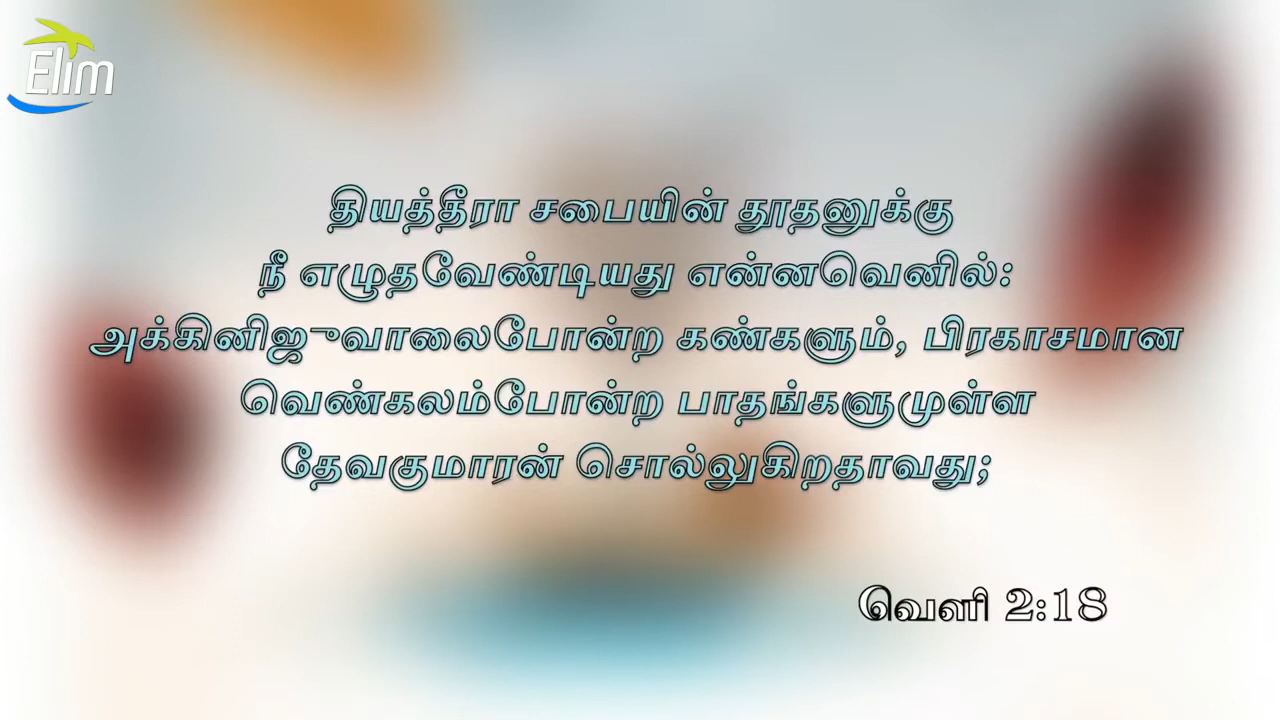 Elim
தியத்தீரா சபையின் தூதனுக்கு
நீ எழுதவேண்டியது என்னவெனில்:
அக்கினிஜுவாலைபோன்ற கண்களும், பிரகாசமான
வெண்கலம்போன்ற பாதங்களுமுள்ள
தேவகுமாரன் சொல்லுகிறதாவது;
வெளி 2:18